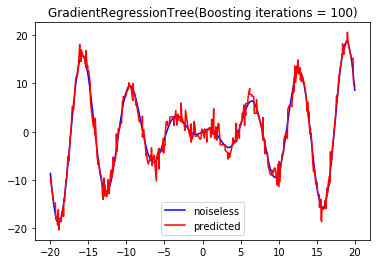 GradientRegressionTree(Boosting iterations = 100)
20
10
0
−10
−20
noiseless
predicted
−20 −15 −10 −5 0 5 10 15 20